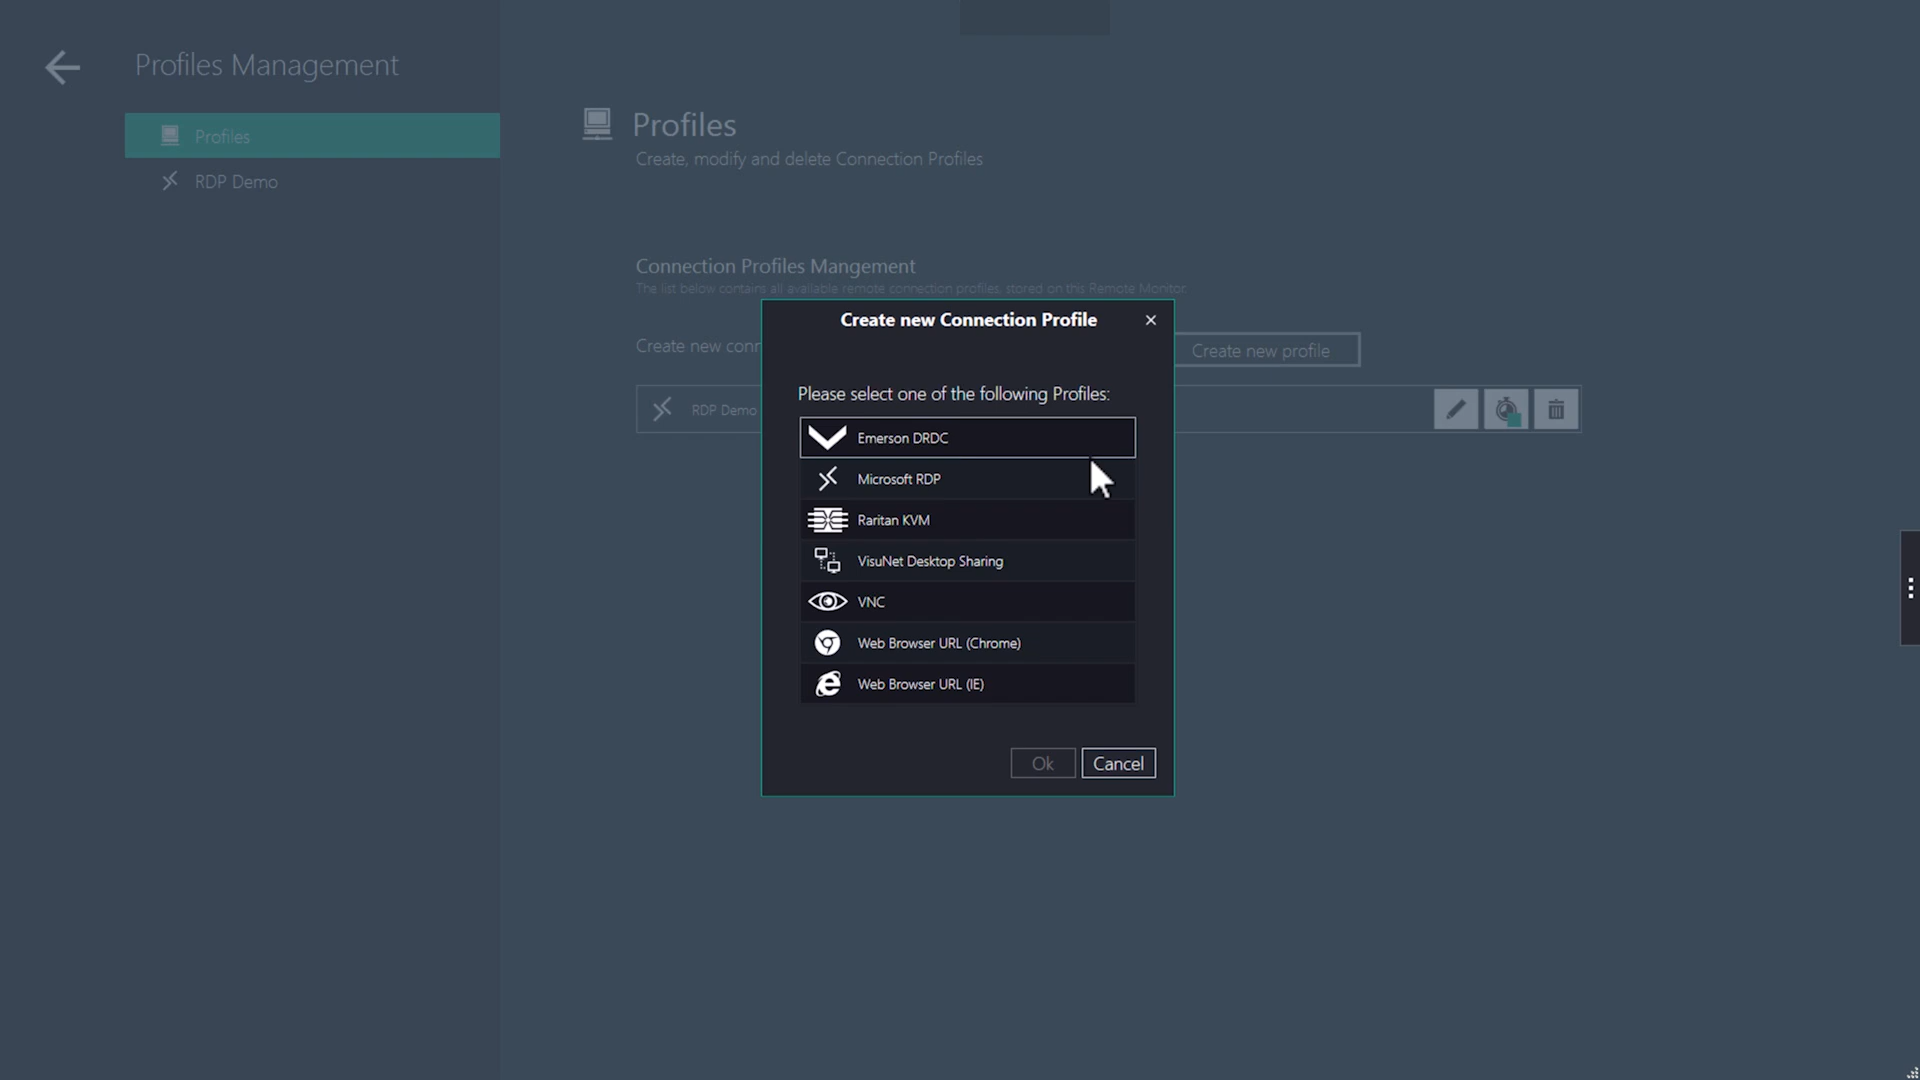 Profiles Management
Profiles
RDP Demo
Profiles
Create, modify and delete Connection Profiles
Connection Profiles Mangement
The list below contains all available remote connection profiles, stored on this Remote Monitor.
Create new conn
Create new profile
RDP Demo
Create new Connection Profile
Please select one of the following Profiles:
Emerson DRDC
Microsoft RDP
Raritan KVM
VisuNet Desktop Sharing
VNC
Web Browser URL (Chrome)
Web Browser URL (IE)
Ok
Cancel